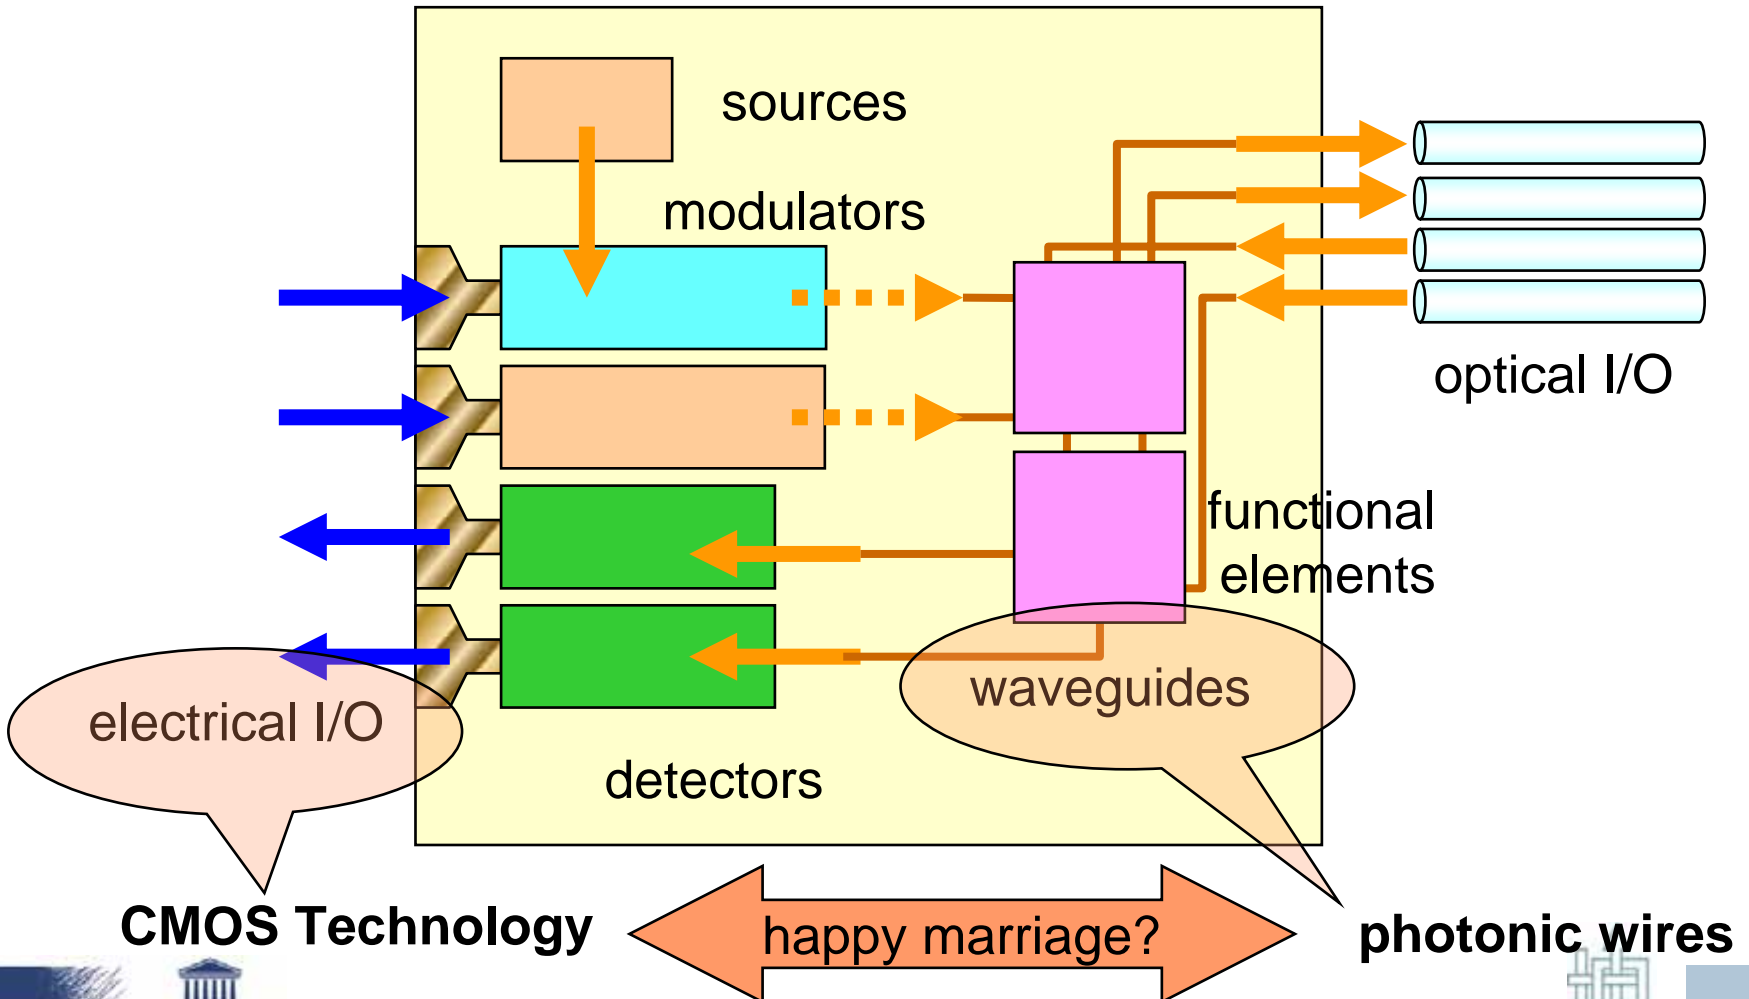 sources
modulators
optical I/O
functional
elements
waveguides
electrical I/O
detectors
CMOS Technology
happy marriage?
photonic wires